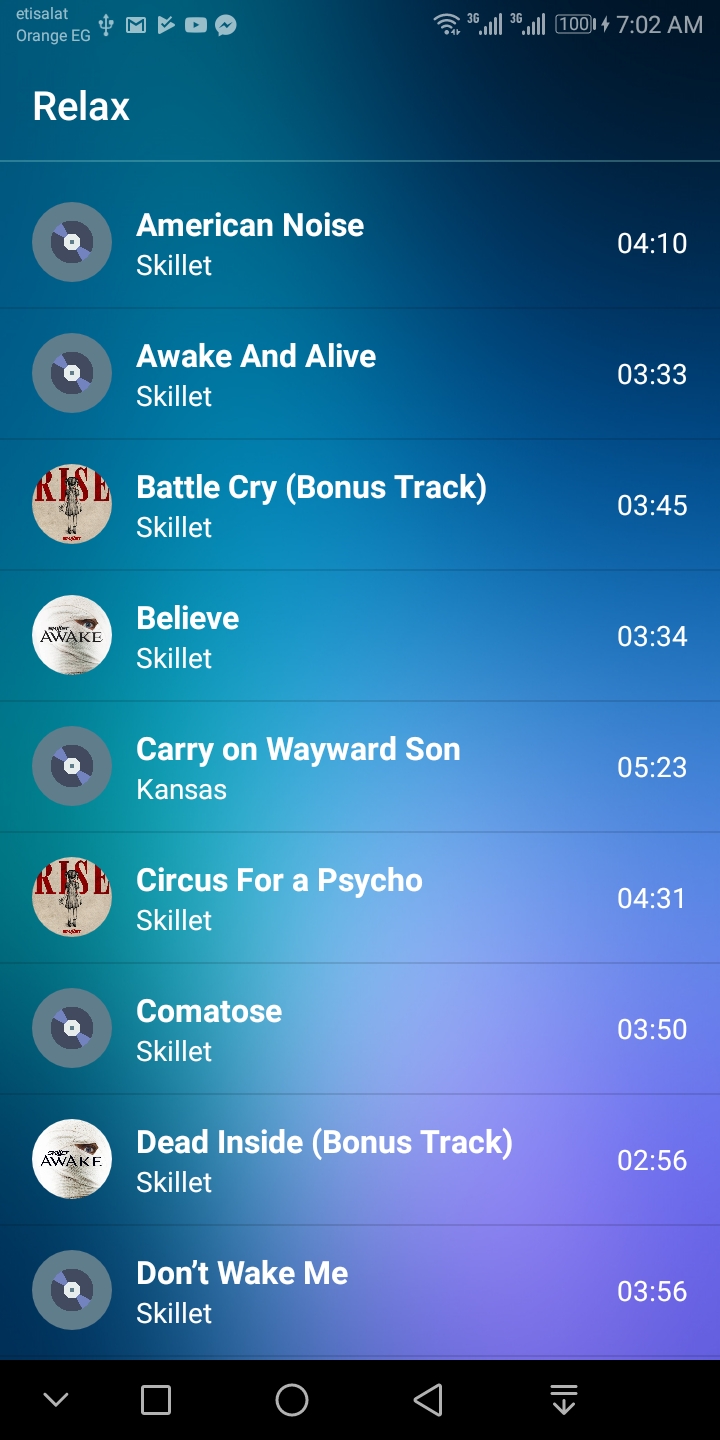 etisalat
Orange EG
3G 3G 100 7:02 AM
Relax
American Noise
Skillet
04:10
Awake And Alive
Skillet
03:33
RISE
Battle Cry (Bonus Track)
Skillet
03:45
AWAKE
Believe
Skillet
03:34
Carry on Wayward Son
Kansas
05:23
RISE
Circus For a Psycho
Skillet
04:31
Comatose
Skillet
03:50
AWAKE
Dead Inside (Bonus Track)
Skillet
02:56
Don’t Wake Me
Skillet
03:56